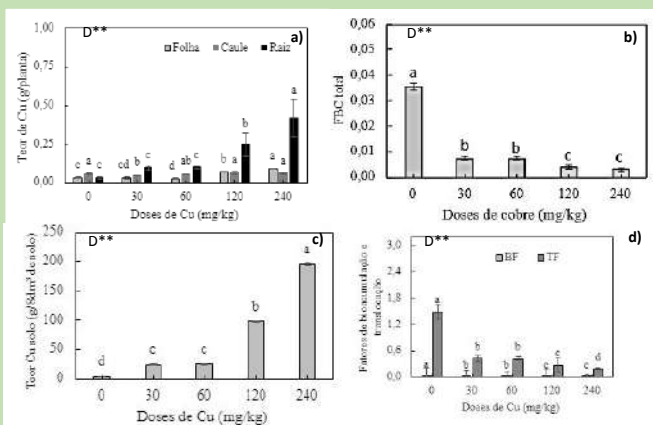 D** a)
Teor de Cu (g/planta)
1,00
0,75
0,50
0,25
0,00
Folha Caule Raiz
c a c
cd b c
d ab c
b a b
a a a
0 30 60 120 240
Doses de Cu (mg/kg)
D** b)
FBC total
0,06
0,05
0,04
0,03
0,02
0,01
0,00
a b b c c
0 30 60 120 240
Doses de cobre (mg/kg)
D** c)
Teor Cu solo (g/8dm³ de solo)
250
200
150
100
50
0
d c c b a
0 30 60 120 240
Doses de Cu (mg/kg)
D** d)
Fatores de bioacumulação e
translocação
3,0
2,4
1,8
1,2
0,6
0,0
BF TF
a a
b b
b b
c c
c d
0 30 60 120 240
Doses de Cu (mg/kg)